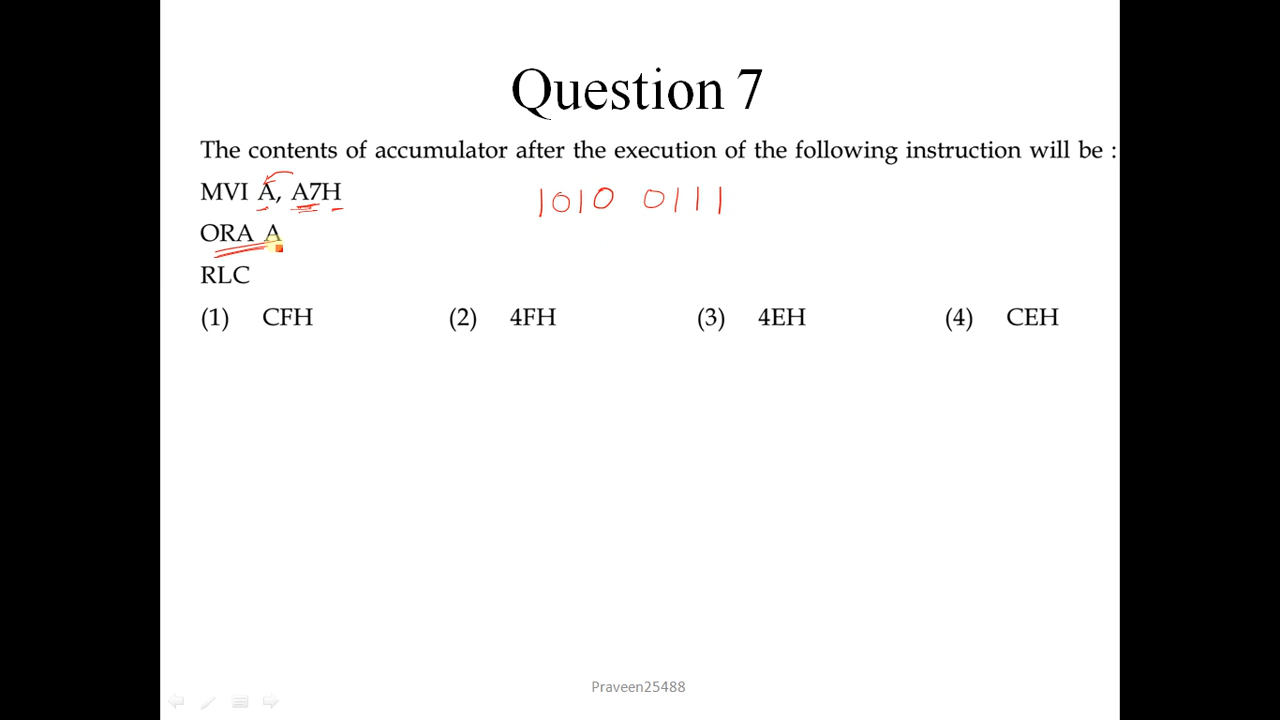 Question 7
The contents of accumulator after the execution of the following instruction will be :
MVI A, A7H 1010 0111
ORA A
RLC
(1) CFH (2) 4FH (3) 4EH (4) CEH
Praveen25488